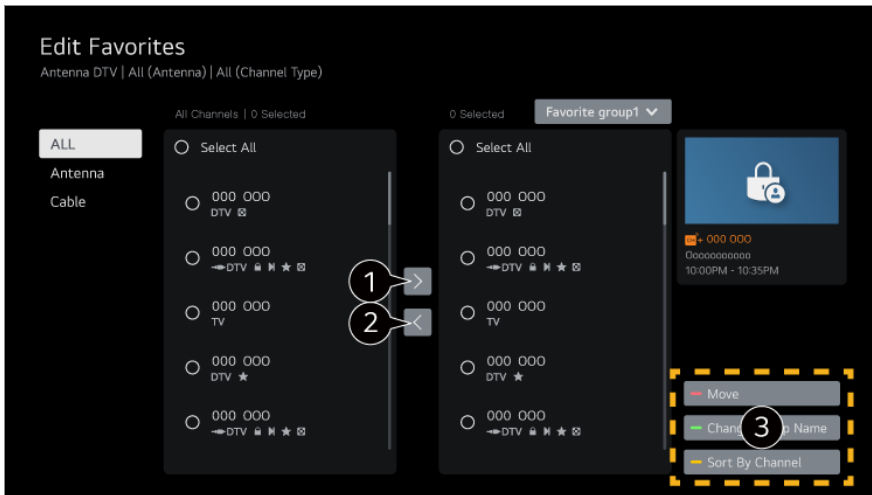 Edit Favorites
Antenna DTV | All (Antenna) | All (Channel Type)
All Channels | 0 Selected
0 Selected
Favorite group1
ALL
Antenna
Cable
Select All
000 000
DTV
000 000
DTV
000 000
TV
000 000
DTV
000 000
DTV
1
2
Select All
000 000
DTV
000 000
DTV
000 000
TV
000 000
DTV
000 000
DTV
+ 000 000
Oooooooooo
10:00PM - 10:35PM
Move
3
Name
Sort By Channel